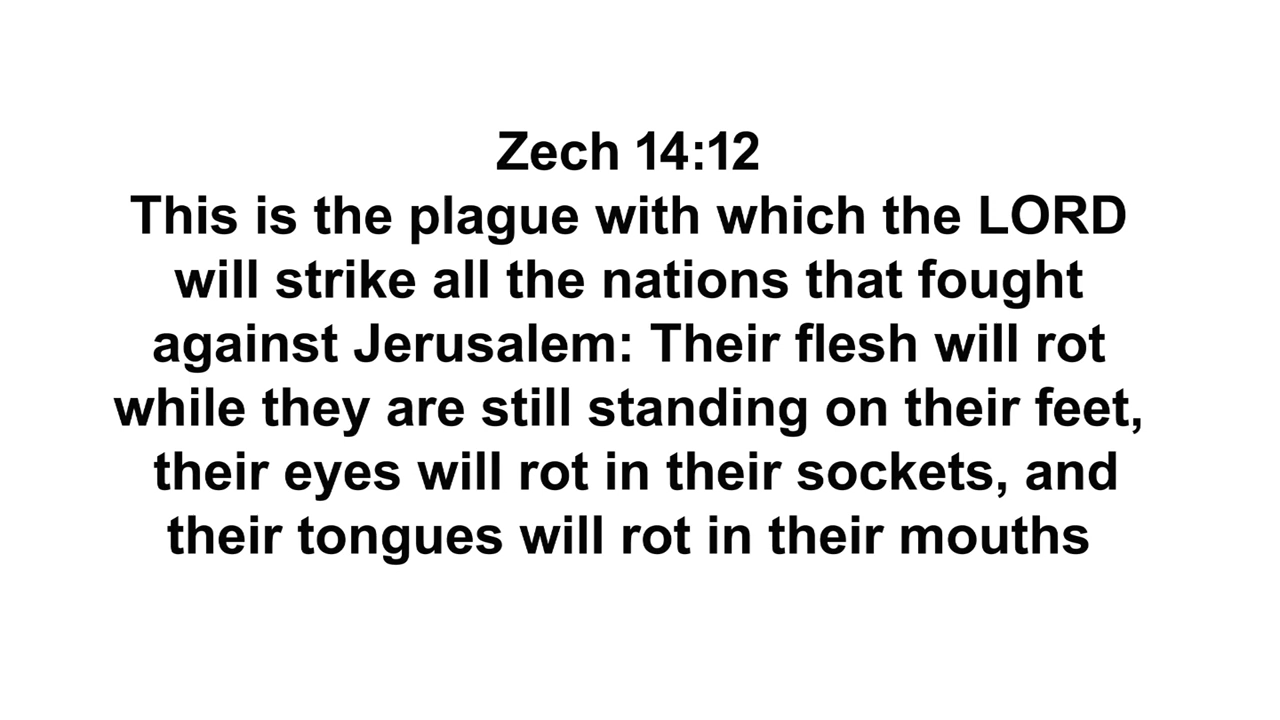 Zech 14:12
This is the plague with which the LORD
will strike all the nations that fought
against Jerusalem: Their flesh will rot
while they are still standing on their feet,
their eyes will rot in their sockets, and
their tongues will rot in their mouths